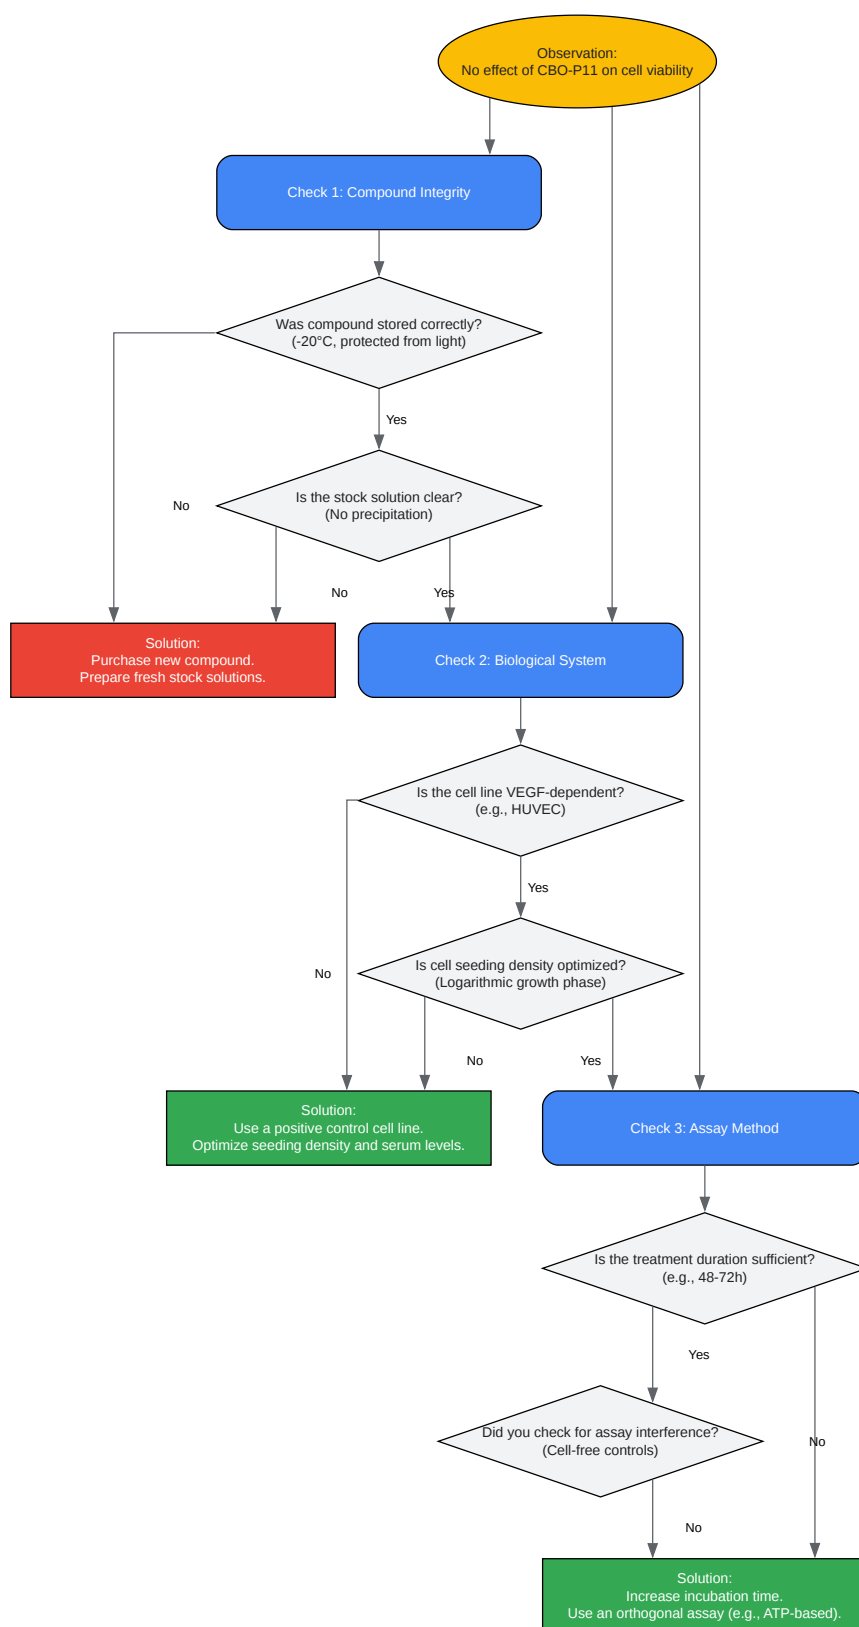 Observation:
No effect of CBO-P11 on cell viability
Check 1: Compound Integrity
Was compound stored correctly?
(-20°C, protected from light)
Yes
Is the stock solution clear?
(No precipitation)
No
No
Yes
Solution:
Purchase new compound.
Prepare fresh stock solutions.
Check 2: Biological System
Is the cell line VEGF-dependent?
(e.g., HUVEC)
Yes
Is cell seeding density optimized?
(Logarithmic growth phase)
No
No
Yes
Solution:
Use a positive control cell line.
Optimize seeding density and serum levels.
Check 3: Assay Method
Is the treatment duration sufficient?
(e.g., 48-72h)
Yes
Did you check for assay interference?
(Cell-free controls)
No
No
Solution:
Increase incubation time.
Use an orthogonal assay (e.g., ATP-based).